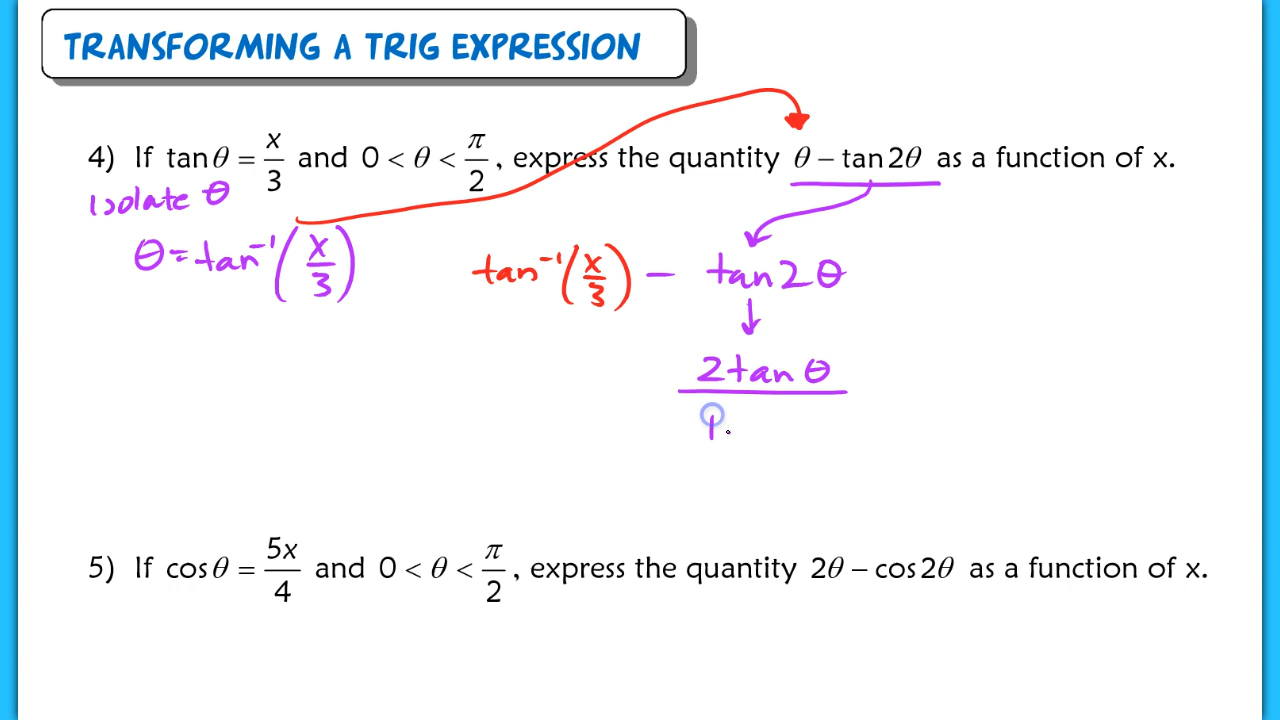 TRANSFORMING A TRIG EXPRESSION
4) If tanθ = x/3 and 0 < θ < π/2, express the quantity θ − tan2θ as a function of x.
isolate θ
θ = tan⁻¹(x/3) tan⁻¹(x/3) − tan2θ
2tanθ
1
5) If cosθ = 5x/4 and 0 < θ < π/2, express the quantity 2θ − cos2θ as a function of x.